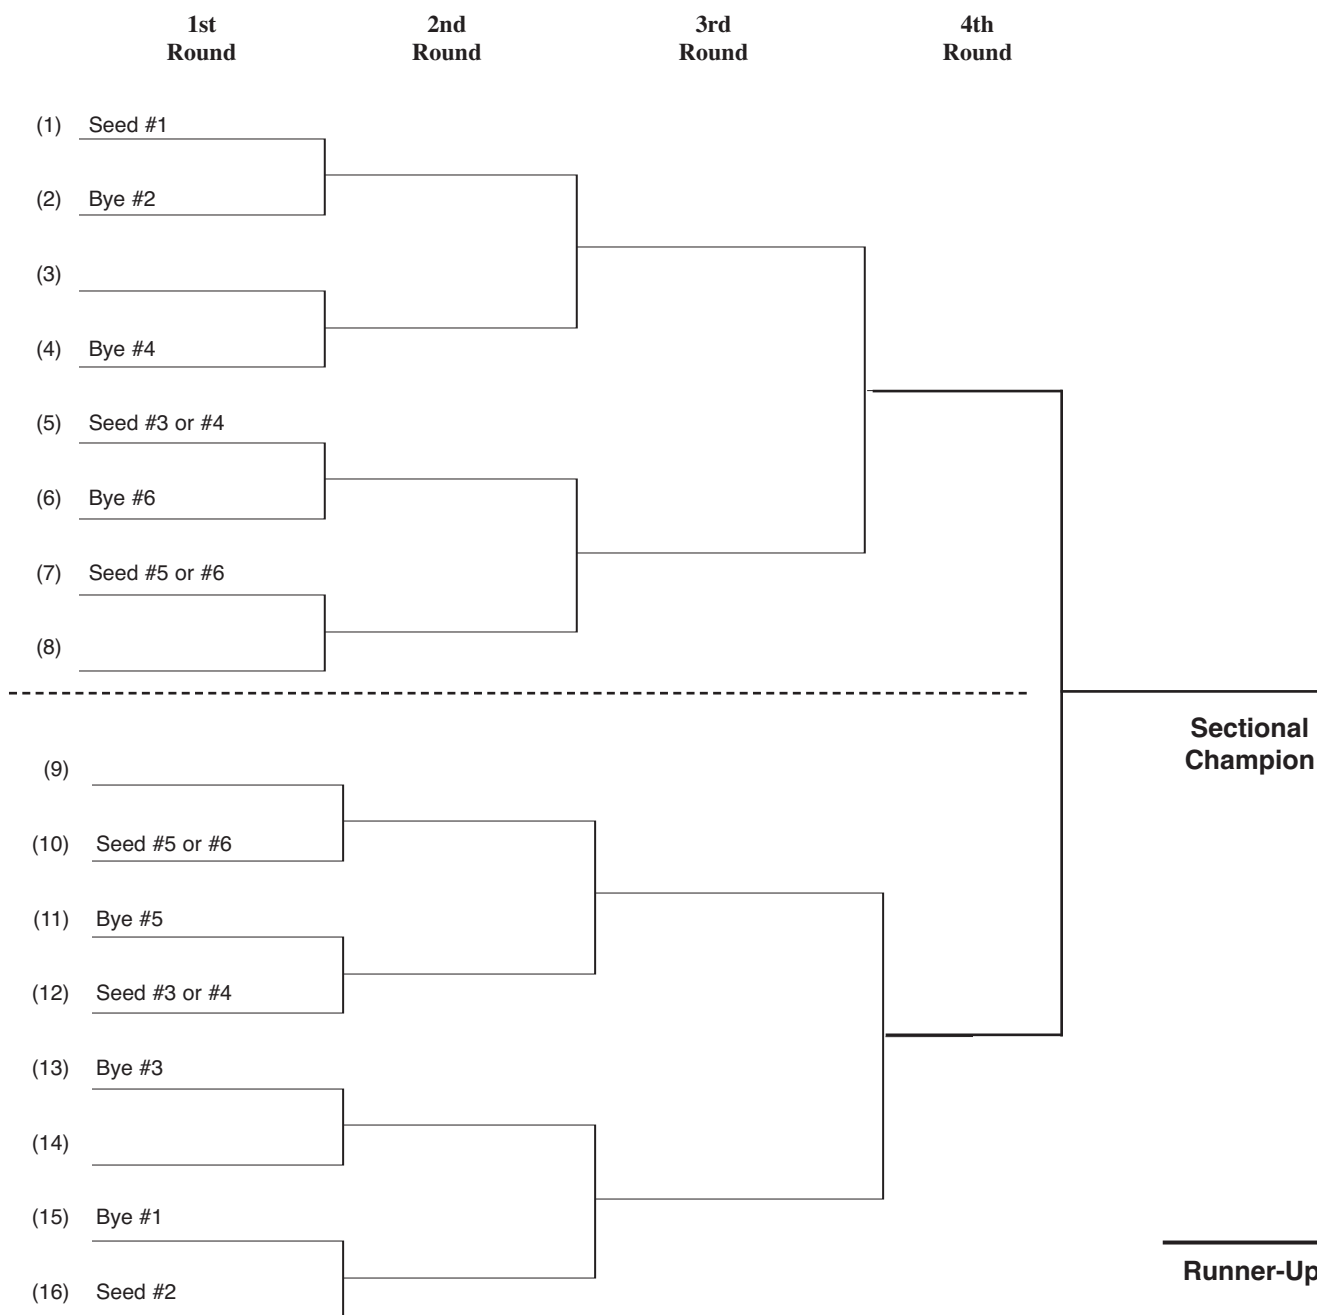 1st Round
2nd Round
3rd Round
4th Round
(1) Seed #1
(2) Bye #2
(3)
(4) Bye #4
(5) Seed #3 or #4
(6) Bye #6
(7) Seed #5 or #6
(8)
Sectional
Champion
(9)
(10) Seed #5 or #6
(11) Bye #5
(12) Seed #3 or #4
(13) Bye #3
(14)
(15) Bye #1
Runner-Up
(16) Seed #2